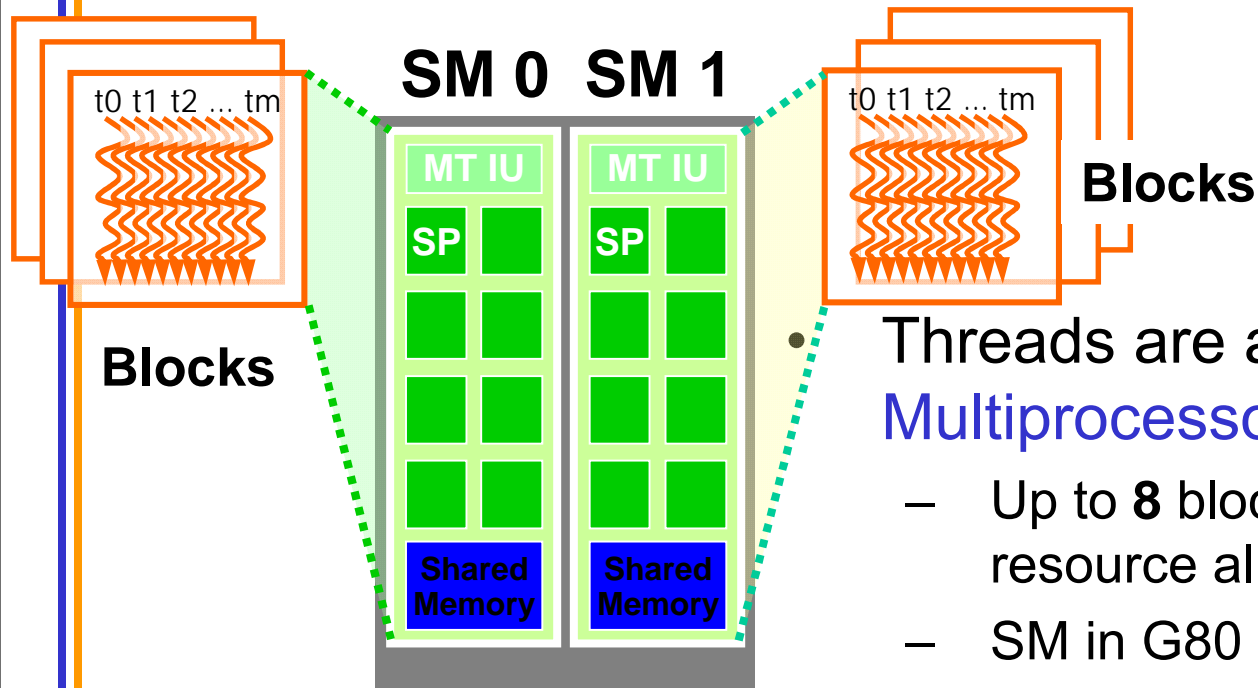 SM 0 SM 1
t0 t1 t2 ... tm
t0 t1 t2 ... tm
MT IU
MT IU
Blocks
SP
SP
Blocks
Threads are a
Multiprocesso
– Up to 8 bloc
resource al
Shared
Memory
Shared
Memory
– SM in G80